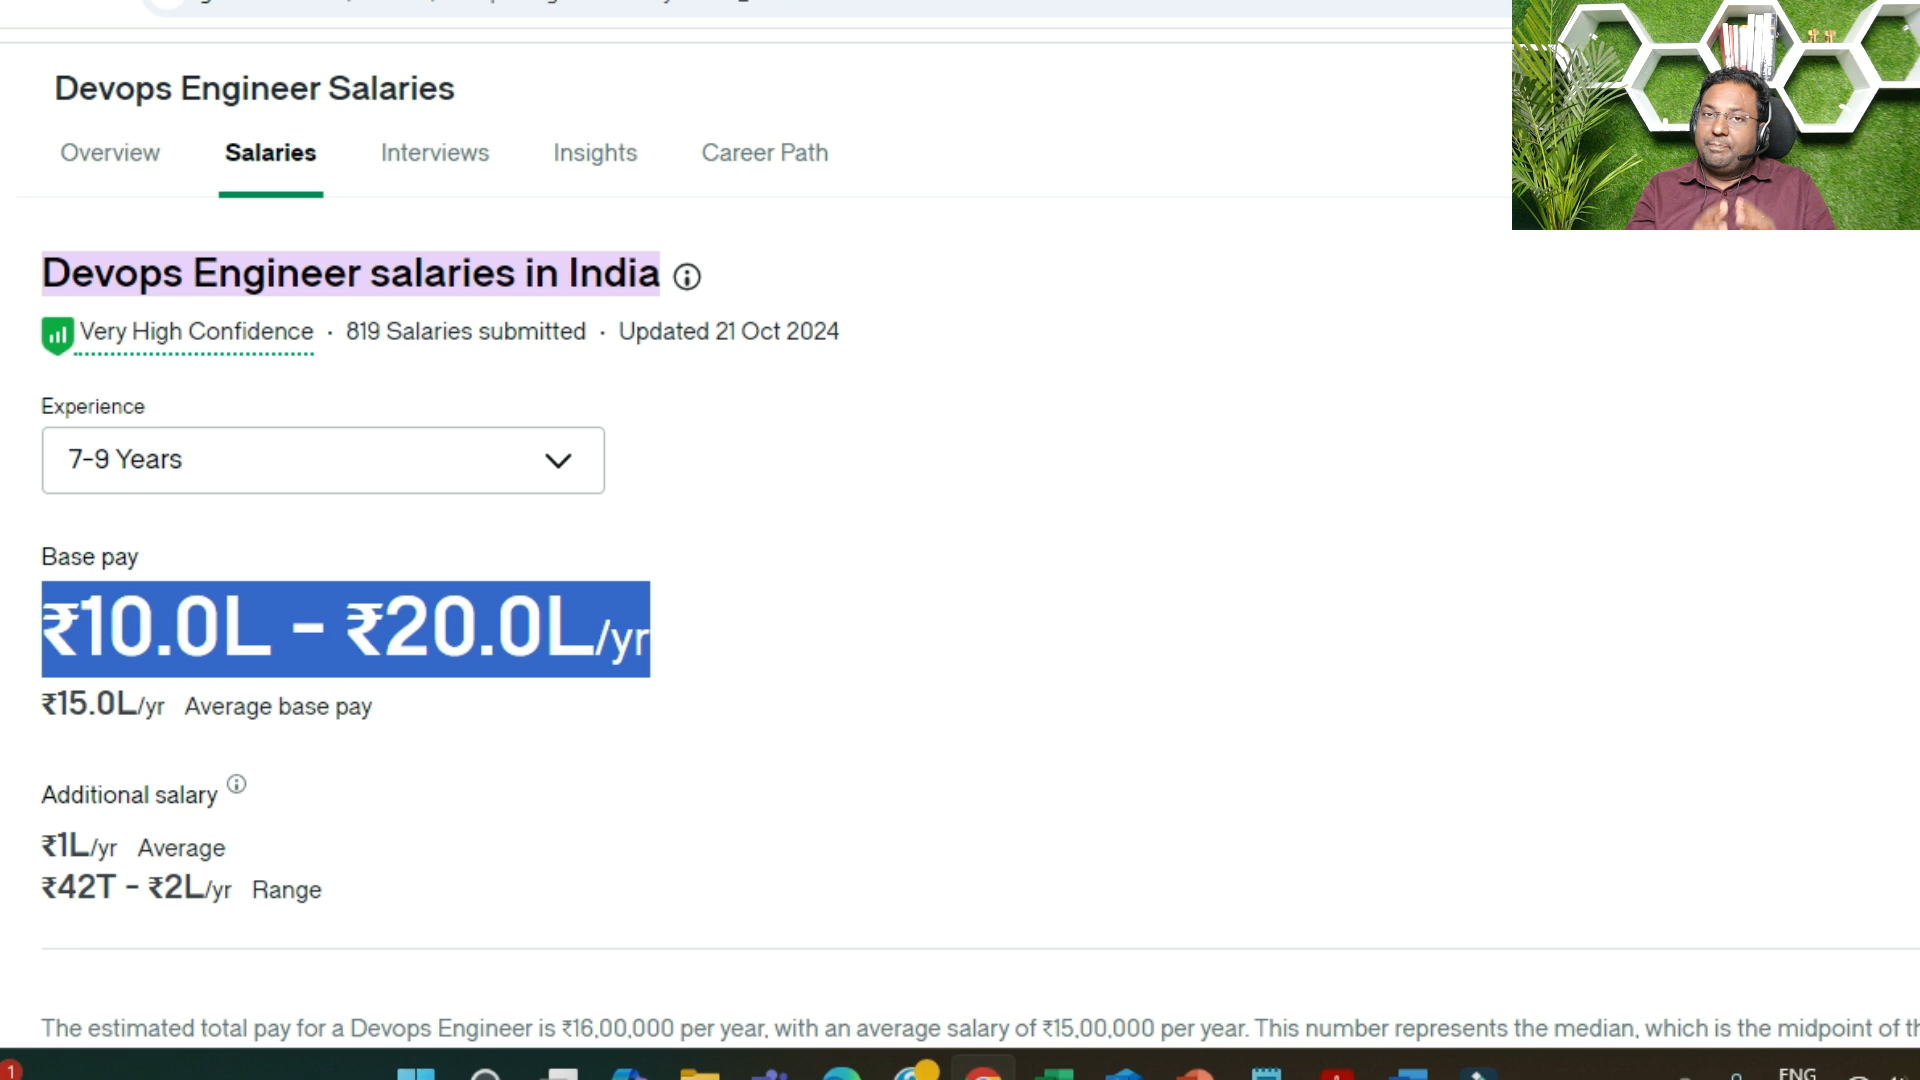 Devops Engineer Salaries
Overview Salaries Interviews Insights Career Path
Devops Engineer salaries in India
Very High Confidence · 819 Salaries submitted · Updated 21 Oct 2024
Experience
7-9 Years
Base pay
₹10.0L - ₹20.0L/yr
₹15.0L/yr Average base pay
Additional salary
₹1L/yr Average
₹42T - ₹2L/yr Range
The estimated total pay for a Devops Engineer is ₹16,00,000 per year, with an average salary of ₹15,00,000 per year. This number represents the median, which is the midpoint of
1
ENG